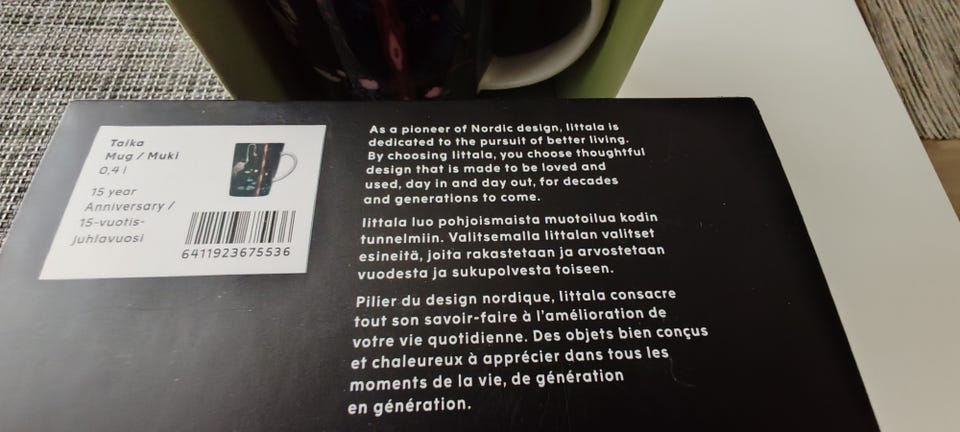 Taika
Mug / Muki
0,4 l
15 year
Anniversary /
15-vuotis-
juhlavuosi
6411923675536
As a pioneer of Nordic design, Iittala is
dedicated to the pursuit of better living.
By choosing Iittala, you choose thoughtful
design that is made to be loved and
used, day in and day out, for decades
and generations to come.
Iittala luo pohjoismaista muotoilua kodin
tunnelmiin. Valitsemalla Iittalan valitset
esineitä, joita rakastetaan ja arvostetaan
vuodesta ja sukupolvesta toiseen.
Pilier du design nordique, Iittala consacre
tout son savoir-faire à l'amélioration de
votre vie quotidienne. Des objets bien conçus
et chaleureux à apprécier dans tous les
moments de la vie, de génération
en génération.